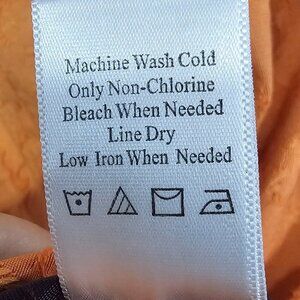 Machine Wash Cold
Only Non-Chlorine
Bleach When Needed
Line Dry
Low Iron When Needed